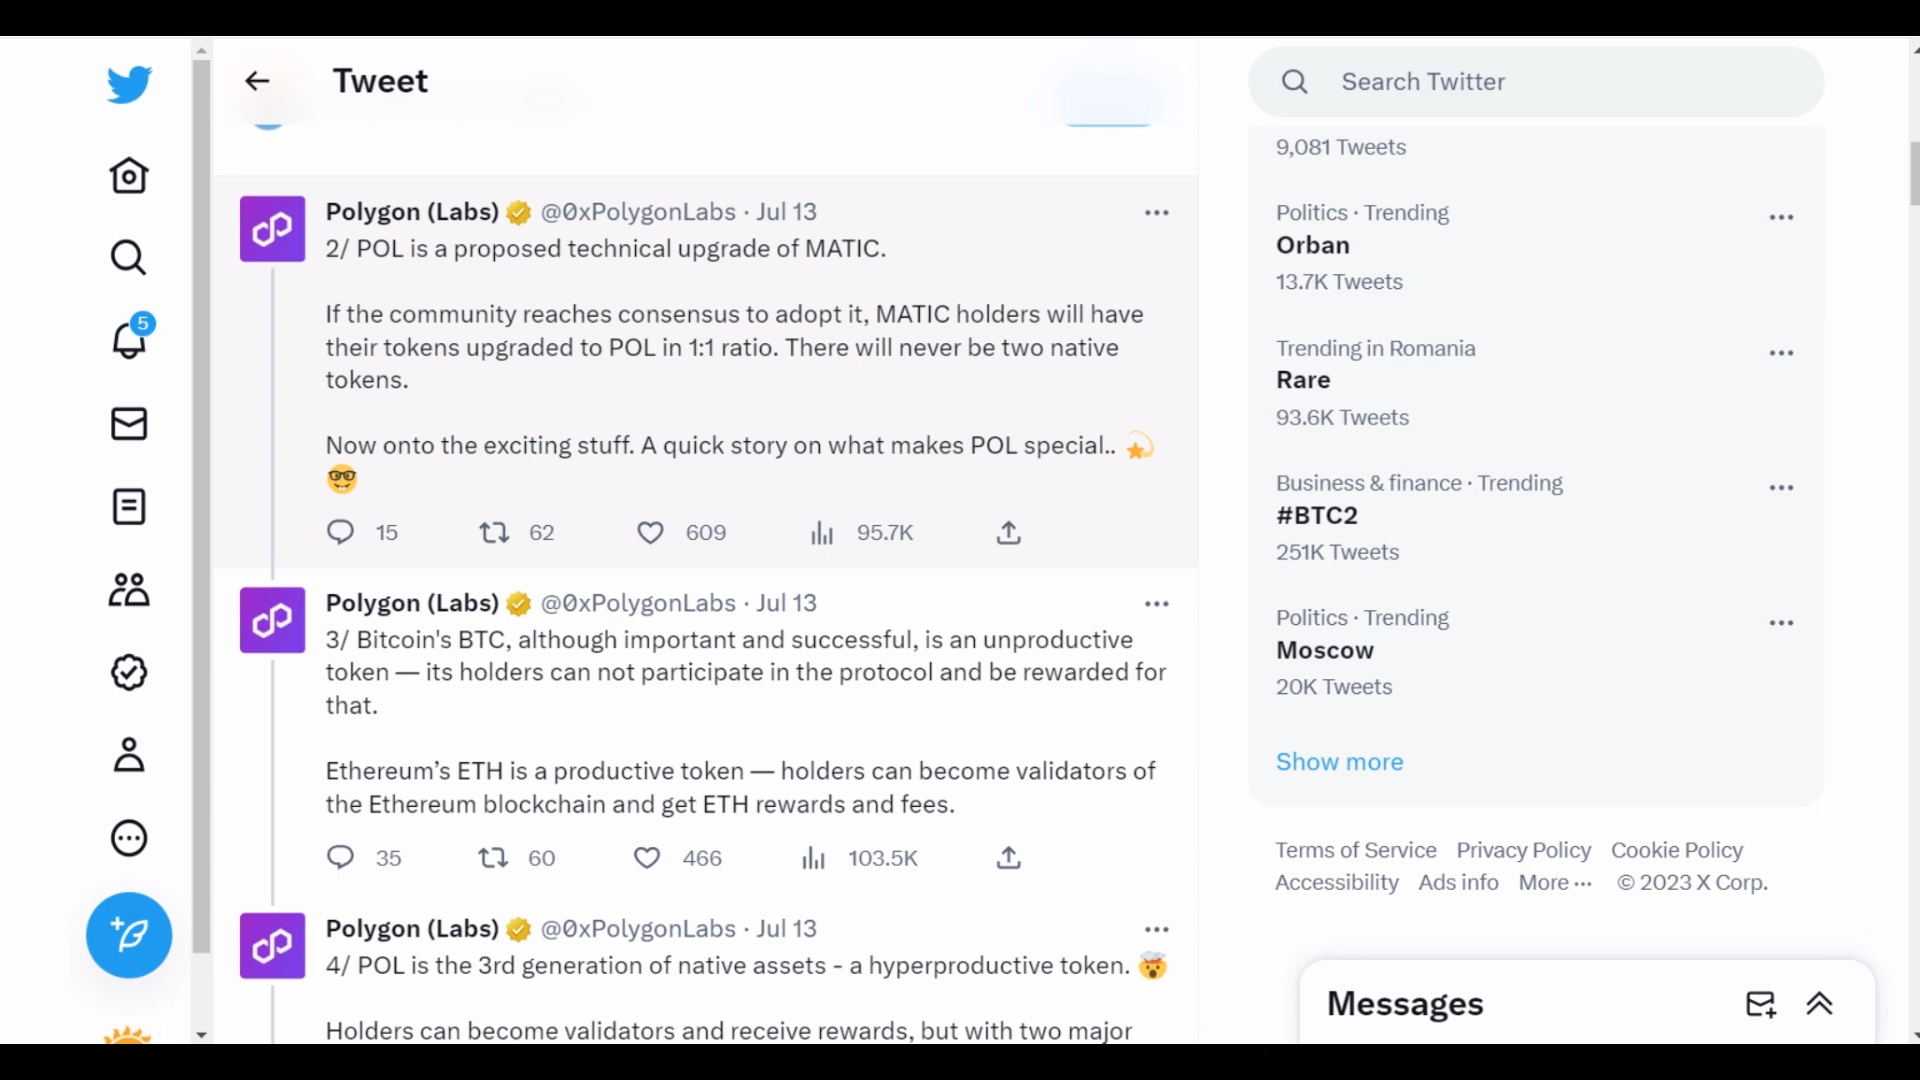 Tweet
Polygon (Labs) @0xPolygonLabs · Jul 13
2/ POL is a proposed technical upgrade of MATIC.
If the community reaches consensus to adopt it, MATIC holders will have
their tokens upgraded to POL in 1:1 ratio. There will never be two native
tokens.
Now onto the exciting stuff. A quick story on what makes POL special.. 💫
🤓
15 62 609 95.7K
Polygon (Labs) @0xPolygonLabs · Jul 13
3/ Bitcoin's BTC, although important and successful, is an unproductive
token — its holders can not participate in the protocol and be rewarded for
that.
Ethereum’s ETH is a productive token — holders can become validators of
the Ethereum blockchain and get ETH rewards and fees.
35 60 466 103.5K
Polygon (Labs) @0xPolygonLabs · Jul 13
4/ POL is the 3rd generation of native assets - a hyperproductive token. 🤯
Holders can become validators and receive rewards, but with two major
5
Search Twitter
9,081 Tweets
Politics · Trending
Orban
13.7K Tweets
Trending in Romania
Rare
93.6K Tweets
Business & finance · Trending
#BTC2
251K Tweets
Politics · Trending
Moscow
20K Tweets
Show more
Terms of Service Privacy Policy Cookie Policy
Accessibility Ads info More ··· © 2023 X Corp.
Messages